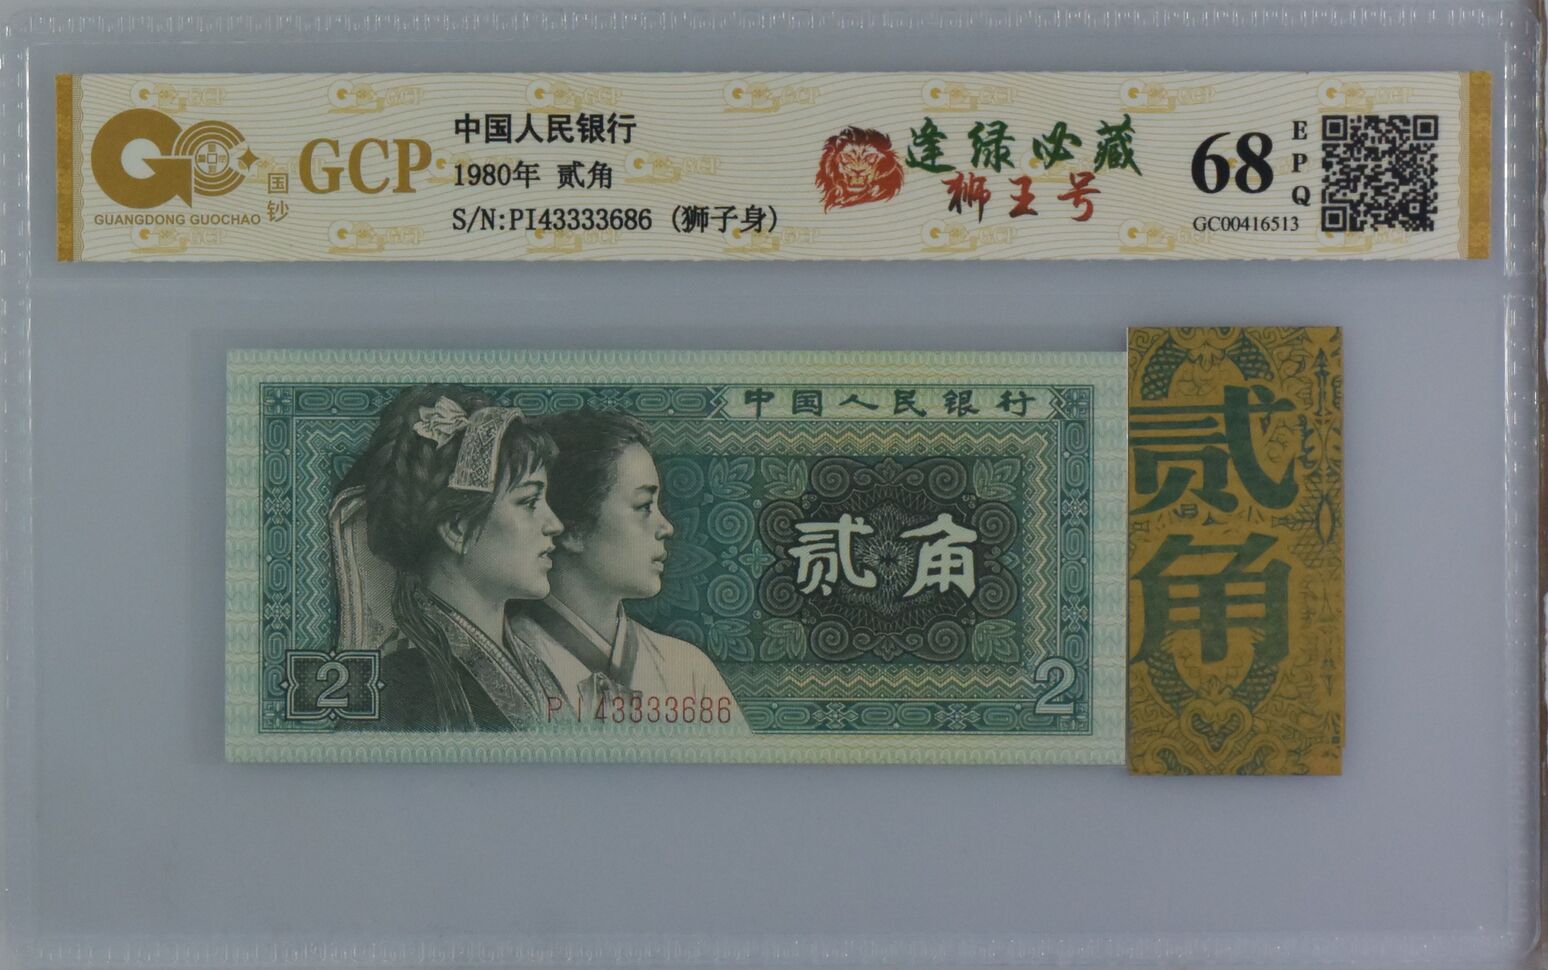 GUANGDONG GUOCHAO
国钞
GCP
中国人民银行
1980年 贰角
S/N:PI43333686 (狮子身)
逢绿必藏
狮王号
68
EPQ
GC00416513
中国人民银行
贰角
2
PI43333686
2
贰角